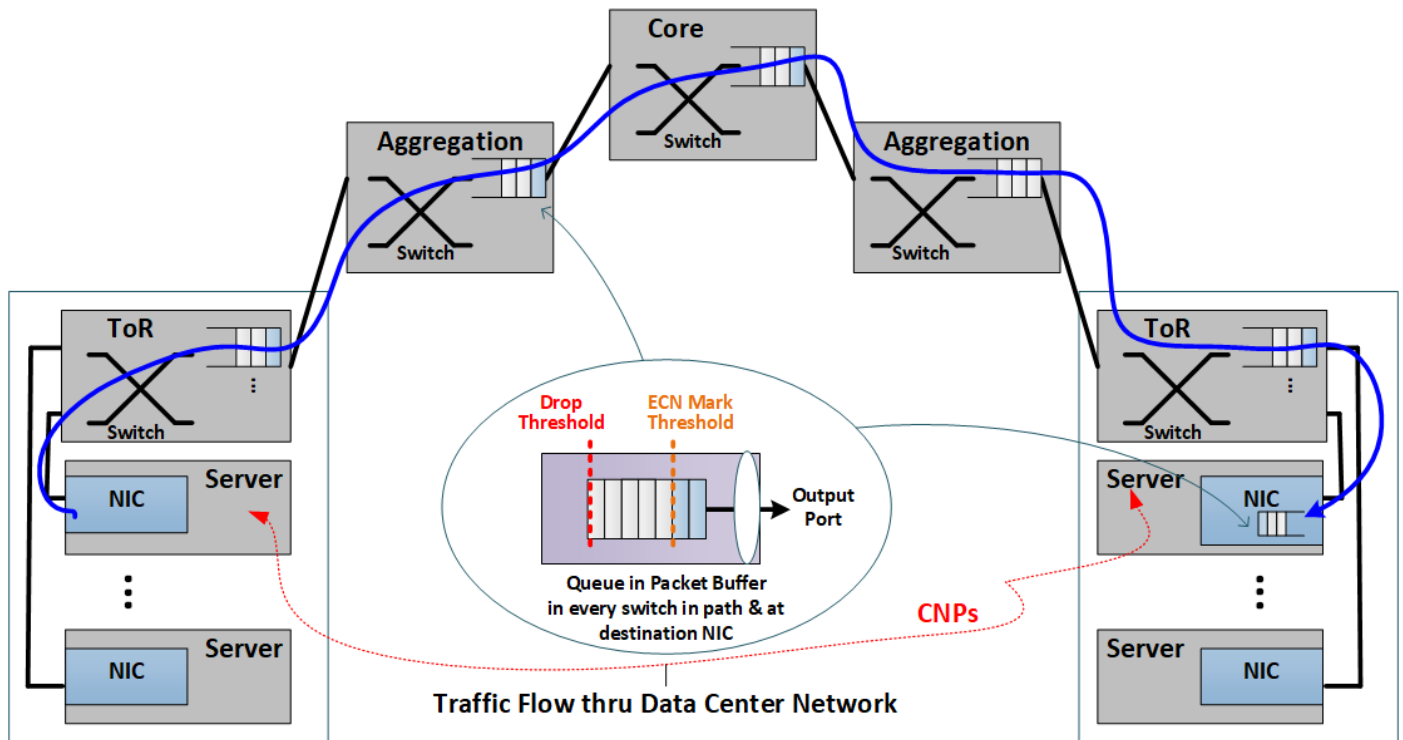 Core
Switch
Aggregation
Switch
Aggregation
Switch
ToR
...
Switch
ToR
...
Switch
NIC
Server
...
NIC
Server
Drop
Threshold
ECN Mark
Threshold
Output
Port
Queue in Packet Buffer
in every switch in path & at
destination NIC
CNPs
Server
NIC
...
Server
NIC
Traffic Flow thru Data Center Network